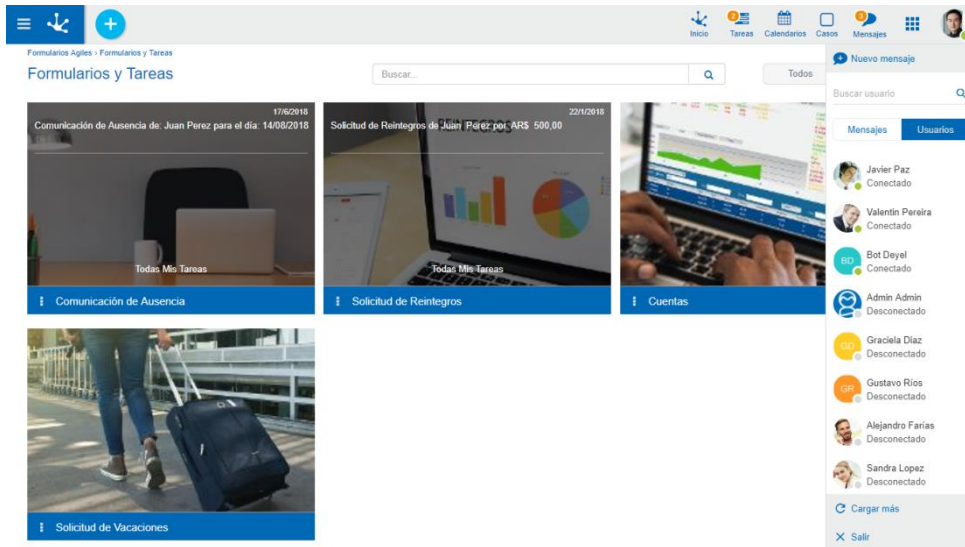 2
3
Inicio
Tareas
Calendarios
Casos
Mensajes
Formularios Agiles › Formularios y Tareas
Formularios y Tareas
Buscar...
Todos
17/6/2018
Comunicación de Ausencia de: Juan Perez para el día: 14/08/2018
Todas Mis Tareas
Comunicación de Ausencia
22/1/2018
Solicitud de Reintegros de Juan Perez por AR$ 500,00
Todas Mis Tareas
Solicitud de Reintegros
Cuentas
Solicitud de Vacaciones
Nuevo mensaje
Buscar usuario
Mensajes
Usuarios
Javier Paz
Conectado
Valentin Pereira
Conectado
BD
Bot Deyel
Conectado
Admin Admin
Desconectado
GD
Graciela Díaz
Desconectado
GR
Gustavo Ríos
Desconectado
Alejandro Farías
Desconectado
Sandra Lopez
Desconectado
Cargar más
Salir